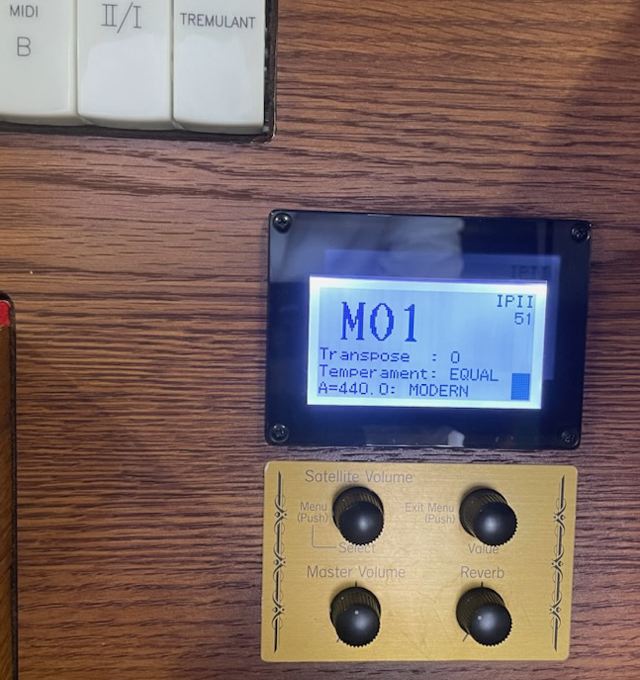 MIDI
B
II/I
TREMULANT
IPII
51
M01
Transpose : 0
Temperament: EQUAL
A=440.0: MODERN
Satellite Volume
Menu
(Push)
Select
Exit Menu
(Push)
Value
Master Volume
Reverb